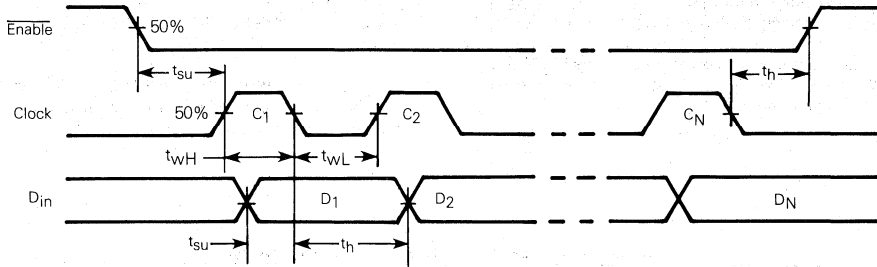 Enable
50%
tsu
th
Clock
50%
C1
C2
CN
twH
twL
Din
D1
D2
DN
tsu
th